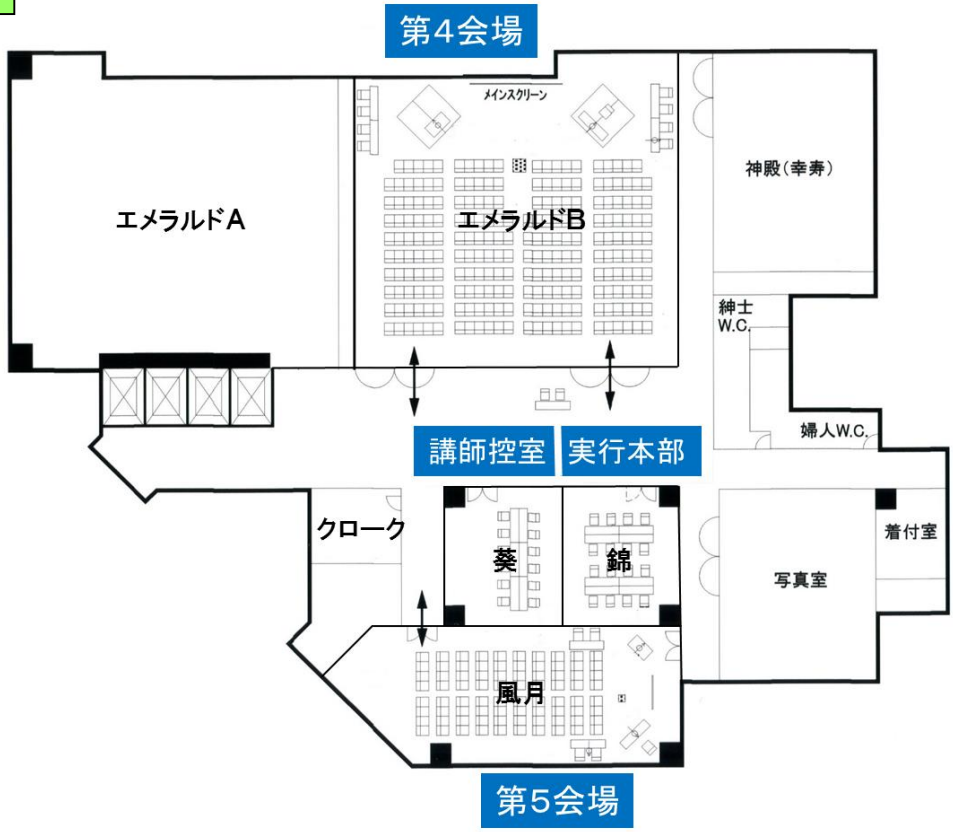 第4会場
メインスクリーン
神殿(幸寿)
エメラルドA
エメラルドB
紳士
W.C.
婦人W.C.
講師控室
実行本部
クローク
葵
錦
着付室
写真室
風月
第5会場